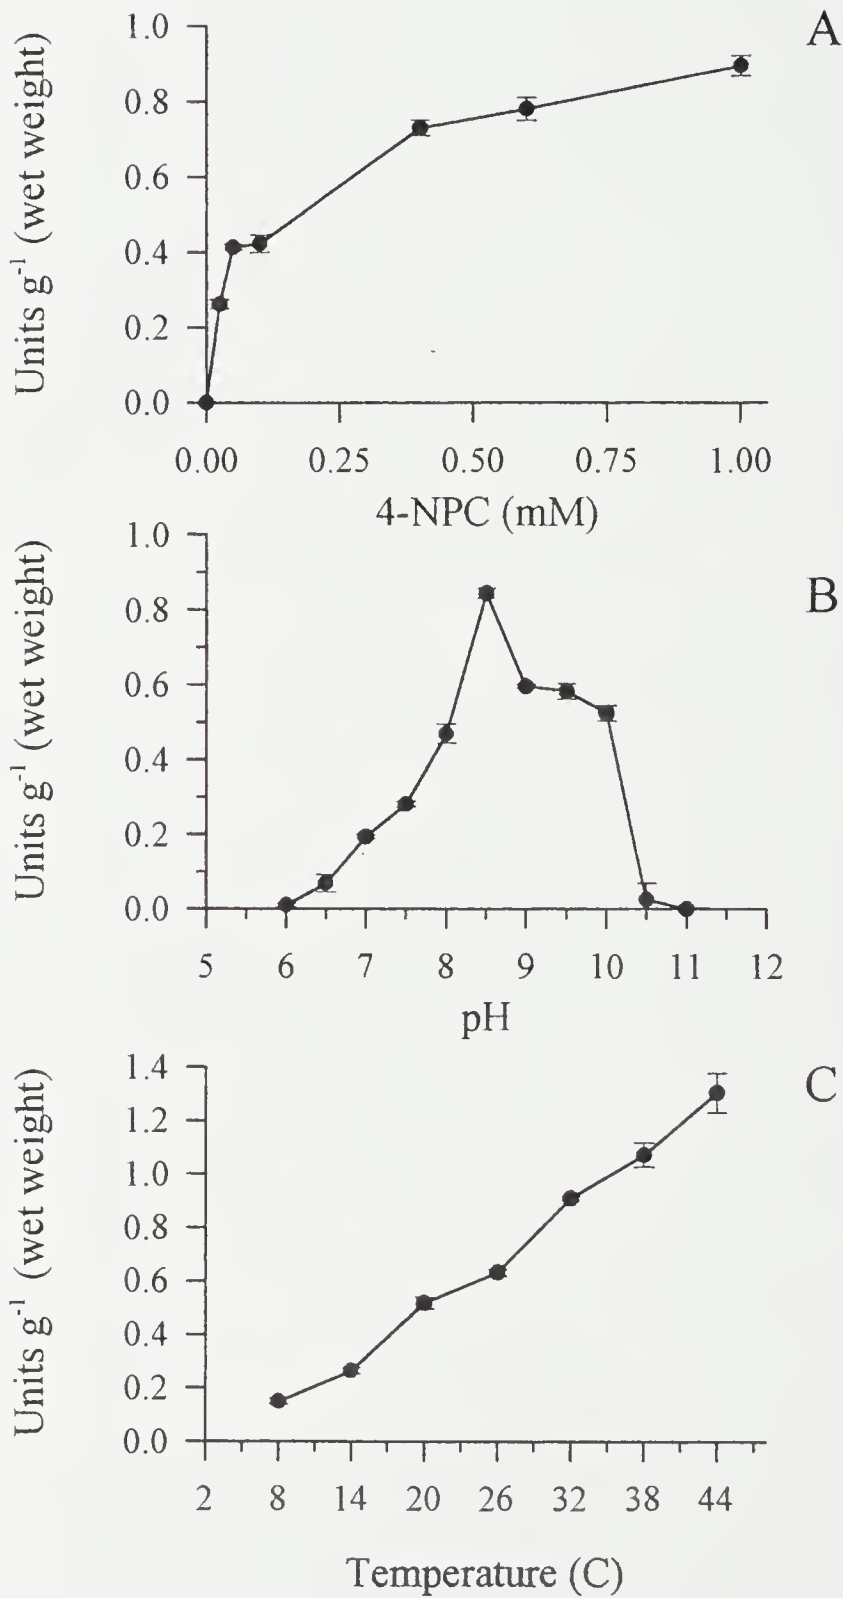 A
Units g-1 (wet weight)
1.0
0.8
0.6
0.4
0.2
0.0
0.00 0.25 0.50 0.75 1.00
4-NPC (mM)
B
Units g-1 (wet weight)
1.0
0.8
0.6
0.4
0.2
0.0
5 6 7 8 9 10 11 12
pH
C
Units g-1 (wet weight)
1.4
1.2
1.0
0.8
0.6
0.4
0.2
0.0
2 8 14 20 26 32 38 44
Temperature (C)